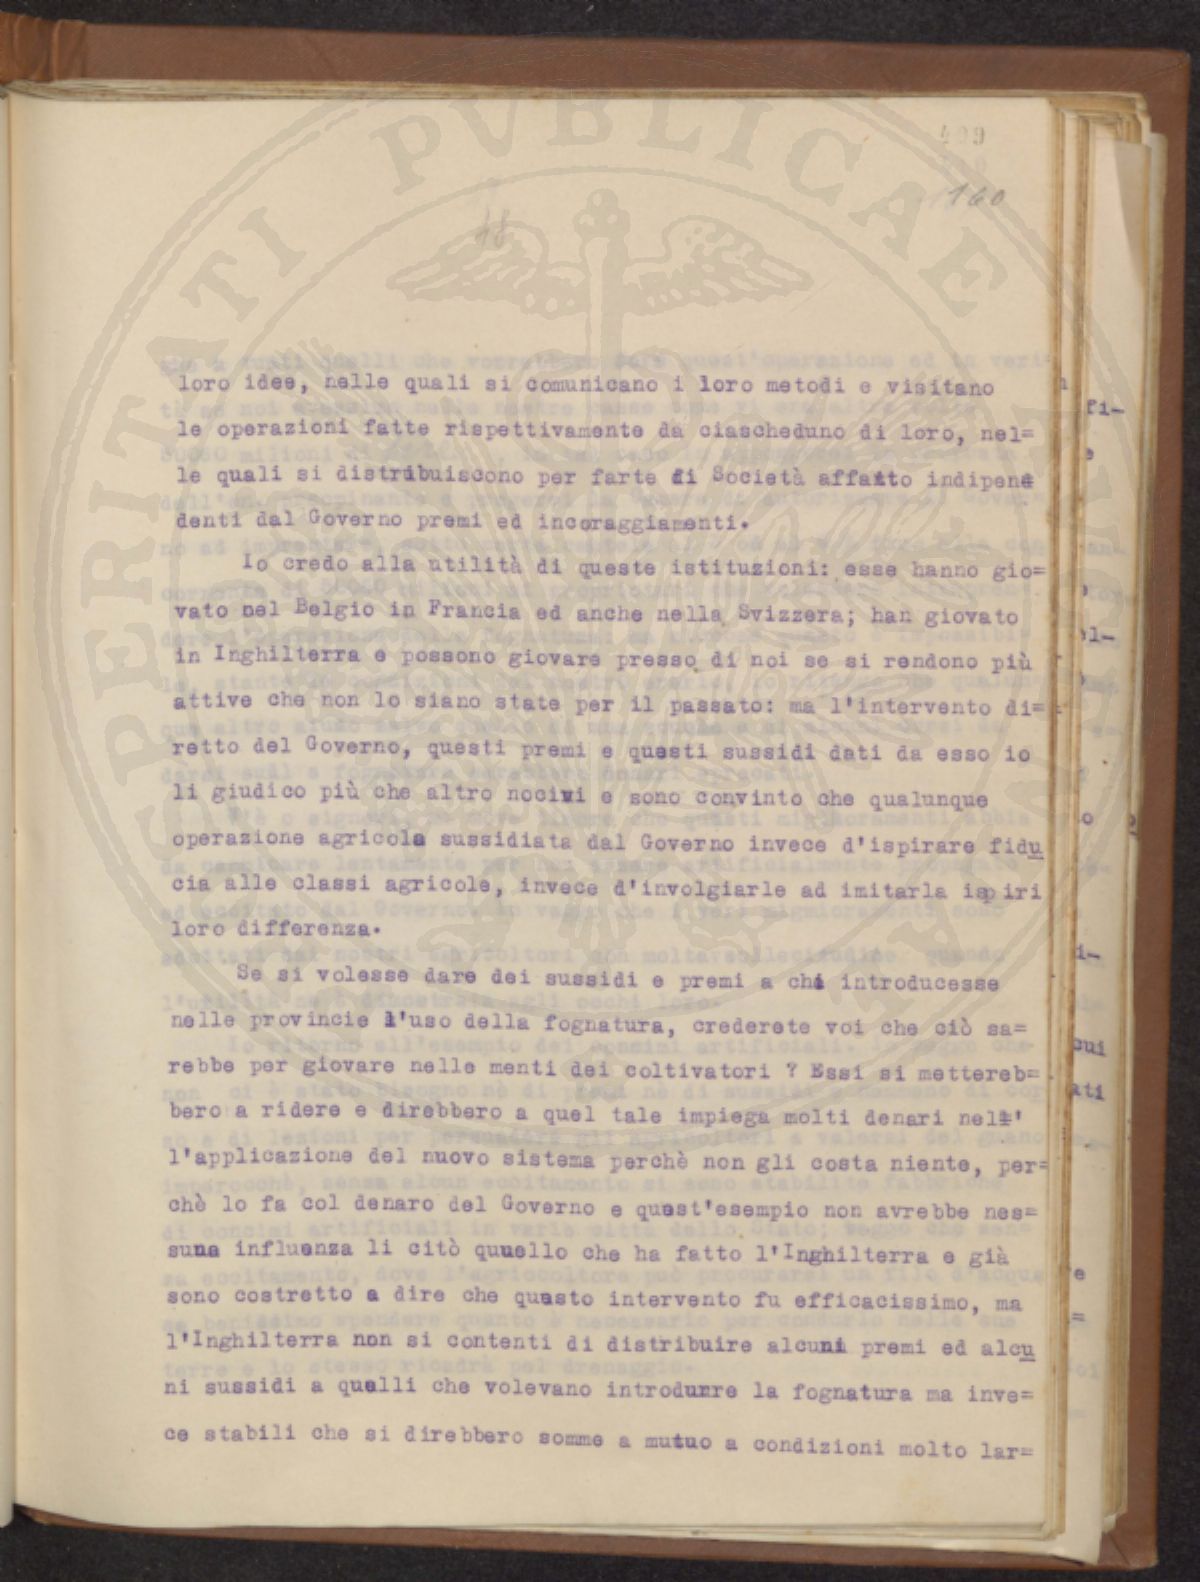 PROSPERITATI PVBLICAE
409
160
loro idee, nelle quali si comunicano i loro metodi e visitano
le operazioni fatte rispettivamente da ciascheduno di loro, nel=
le quali si distribuiscono per farte di Società affatto indipen=
denti dal Governo premi ed incoraggiamenti.
Io credo alla utilità di queste istituzioni: esse hanno gio=
vato nel Belgio in Francia ed anche nella Svizzera; han giovato
in Inghilterra e possono giovare presso di noi se si rendono più
attive che non lo siano state per il passato: ma l'intervento di=
retto del Governo, questi premi e questi sussidi dati da esso io
li giudico più che altro nocivi e sono convinto che qualunque
operazione agricola sussidiata dal Governo invece d'ispirare fidu
cia alle classi agricole, invece d'involgiarle ad imitarla ispiri
loro differenza.
Se si volesse dare dei sussidi e premi a chi introducesse
nelle provincie l'uso della fognatura, crederete voi che ciò sa=
rebbe per giovare nelle menti dei coltivatori ? Essi si mettereb=
bero a ridere e direbbero a quel tale impiega molti denari nell'
l'applicazione del nuovo sistema perchè non gli costa niente, per=
chè lo fa col denaro del Governo e quest'esempio non avrebbe nes=
suna influenza li citò quuello che ha fatto l'Inghilterra e già
sono costretto a dire che questo intervento fu efficacissimo, ma
l'Inghilterra non si contenti di distribuire alcuni premi ed alcu
ni sussidi a quelli che volevano introdurre la fognatura ma inve=
ce stabili che si direbbero somme a mutuo a condizioni molto lar=